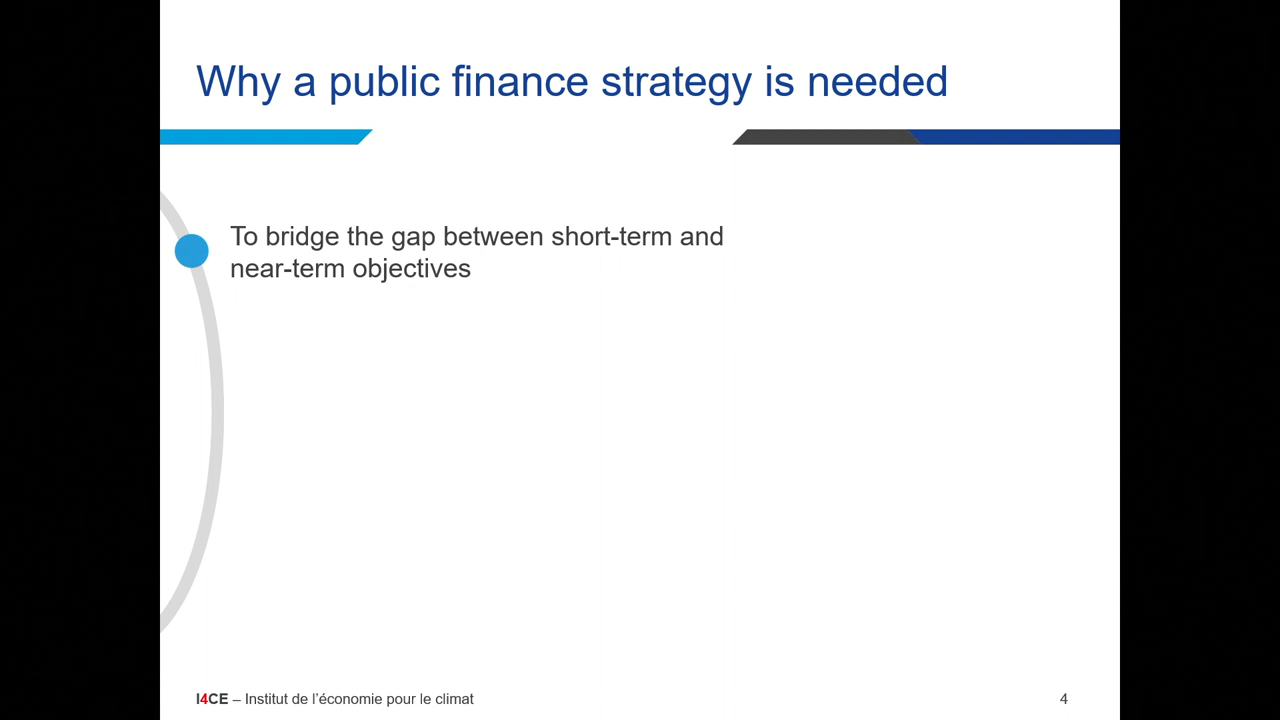 Why a public finance strategy is needed
To bridge the gap between short-term and
near-term objectives
I4CE – Institut de l’économie pour le climat
4